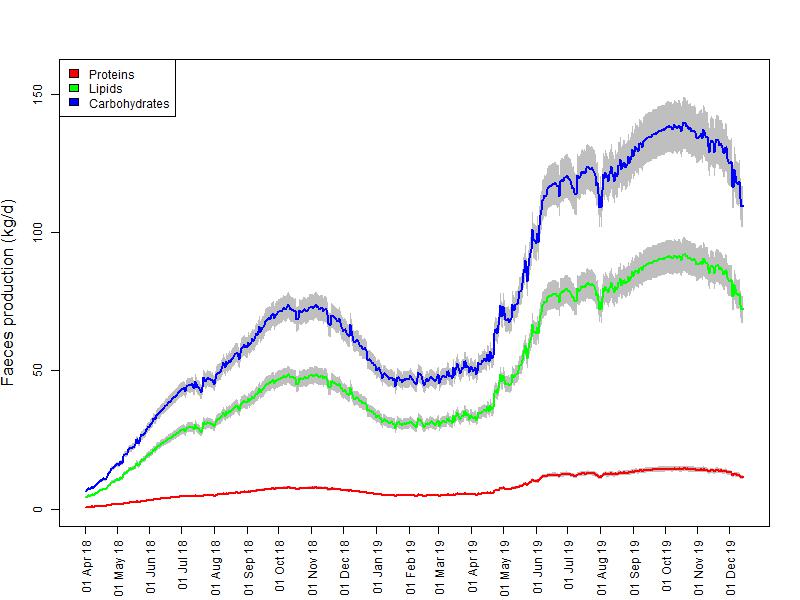 Proteins
Lipids
Carbohydrates
Faeces production (kg/d)
150
100
50
0
01 Apr 18
01 May 18
01 Jun 18
01 Jul 18
01 Aug 18
01 Sep 18
01 Oct 18
01 Nov 18
01 Dec 18
01 Jan 19
01 Feb 19
01 Mar 19
01 Apr 19
01 May 19
01 Jun 19
01 Jul 19
01 Aug 19
01 Sep 19
01 Oct 19
01 Nov 19
01 Dec 19